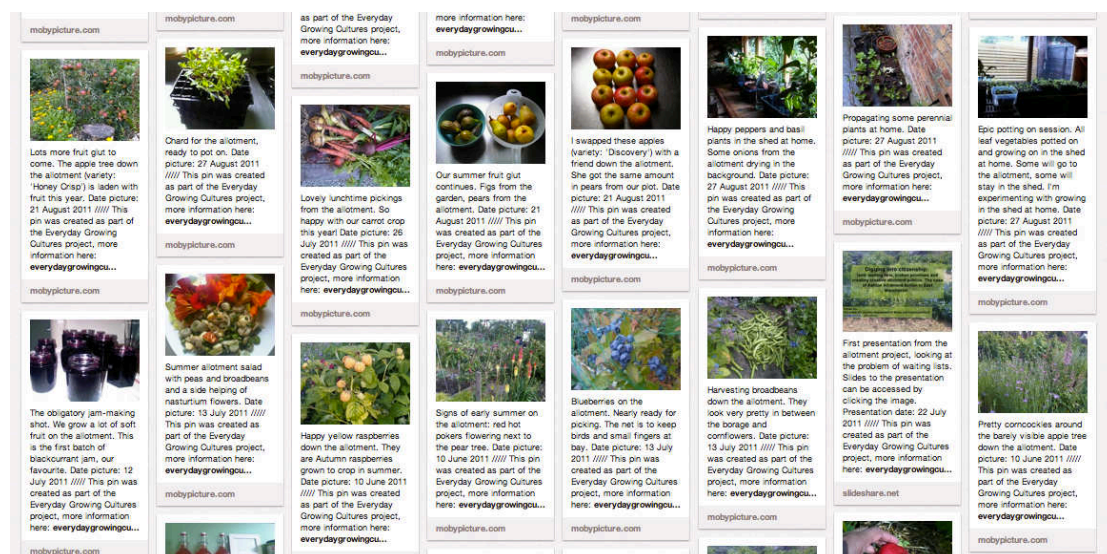 mobypicture.com
Lots more fruit glut to
come. The apple tree down
the allotment (variety:
'Honey Crisp') is laden with
fruit this year. Date picture:
21 August 2011 ///// This
pin was created as part of
the Everyday Growing
Cultures project, more
information here:
everydaygrowingcu...
mobypicture.com
The obligatory jam-making
shot. We grow a lot of soft
fruit on the allotment. This
is the first batch of
blackcurrant jam, our
favourite. Date picture: 12
July 2011 ///// This pin was
created as part of the
Everyday Growing Cultures
project, more information
here: everydaygrowingcu...
mobypicture.com
mobypicture.com
Chard for the allotment,
ready to pot on. Date
picture: 27 August 2011
///// This pin was created
as part of the Everyday
Growing Cultures project,
more information here:
everydaygrowingcu...
mobypicture.com
Summer allotment salad
with peas and broadbeans
and a side helping of
nasturtium flowers. Date
picture: 13 July 2011 /////
This pin was created as
part of the Everyday
Growing Cultures project,
more information here:
everydaygrowingcu...
mobypicture.com
as part of the Everyday
Growing Cultures project,
more information here:
everydaygrowingcu...
mobypicture.com
Lovely lunchtime pickings
from the allotment. So
happy with our carrot crop
this year! Date picture: 26
July 2011 ///// This pin was
created as part of the
Everyday Growing Cultures
project, more information
here: everydaygrowingcu...
mobypicture.com
Happy yellow raspberries
down the allotment. They
are Autumn raspberries
grown to crop in summer.
Date picture: 10 June 2011
///// This pin was created
as part of the Everyday
Growing Cultures project,
more information here:
everydaygrowingcu...
more information here:
everydaygrowingcu...
mobypicture.com
Our summer fruit glut
continues. Figs from the
garden, pears from the
allotment. Date picture: 21
August 2011 ///// This pin
was created as part of the
Everyday Growing Cultures
project, more information
here: everydaygrowingcu...
mobypicture.com
Signs of early summer on
the allotment: red hot
pokers flowering next to
the pear tree. Date picture:
10 June 2011 ///// This pin
was created as part of the
Everyday Growing Cultures
project, more information
here: everydaygrowingcu...
mobypicture.com
mobypicture.com
I swapped these apples
(variety: 'Discovery') with a
friend down the allotment.
She got the same amount
in pears from our plot. Date
picture: 21 August 2011
///// This pin was created
as part of the Everyday
Growing Cultures project,
more information here:
everydaygrowingcu...
mobypicture.com
Blueberries on the
allotment. Nearly ready for
picking. The net is to keep
birds and small fingers at
bay. Date picture: 13 July
2011 ///// This pin was
created as part of the
Everyday Growing Cultures
project, more information
here: everydaygrowingcu...
mobypicture.com
Happy peppers and basil
plants in the shed at home.
Some onions from the
allotment drying in the
background. Date picture:
27 August 2011 ///// This
pin was created as part of
the Everyday Growing
Cultures project, more
information here:
everydaygrowingcu...
mobypicture.com
Harvesting broadbeans
down the allotment. They
look very pretty in between
the borage and
cornflowers. Date picture:
13 July 2011 ///// This pin
was created as part of the
Everyday Growing Cultures
project, more information
here: everydaygrowingcu...
mobypicture.com
Propagating some perennial
plants at home. Date
picture: 27 August 2011
///// This pin was created
as part of the Everyday
Growing Cultures project,
more information here:
everydaygrowingcu...
mobypicture.com
Digging into citizenship:
First presentation from the
allotment project, looking at
the problem of waiting lists.
Slides to the presentation
can be accessed by
clicking the image.
Presentation date: 22 July
2011 ///// This pin was
created as part of the
Everyday Growing Cultures
project, more information
here: everydaygrowingcu...
slideshare.net
Epic potting on session. All
leaf vegetables potted on
and growing on in the shed
at home. Some will go to
the allotment, some will
stay in the shed. I'm
experimenting with growing
in the shed at home. Date
picture: 27 August 2011
///// This pin was created
as part of the Everyday
Growing Cultures project,
more information here:
everydaygrowingcu...
mobypicture.com
Pretty corncockles around
the barely visible apple tree
down the allotment. Date
picture: 10 June 2011 /////
This pin was created as
part of the Everyday
Growing Cultures project,
more information here:
everydaygrowingcu...
mobypicture.com